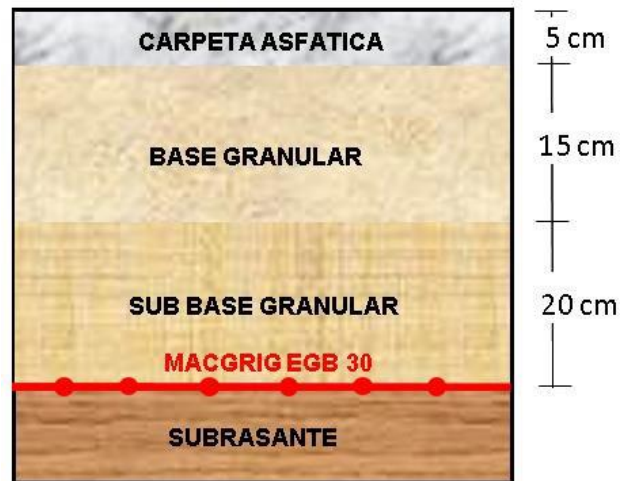 CARPETA ASFATICA
5 cm
BASE GRANULAR
15 cm
SUB BASE GRANULAR
20 cm
MACGRIG EGB 30
SUBRASANTE